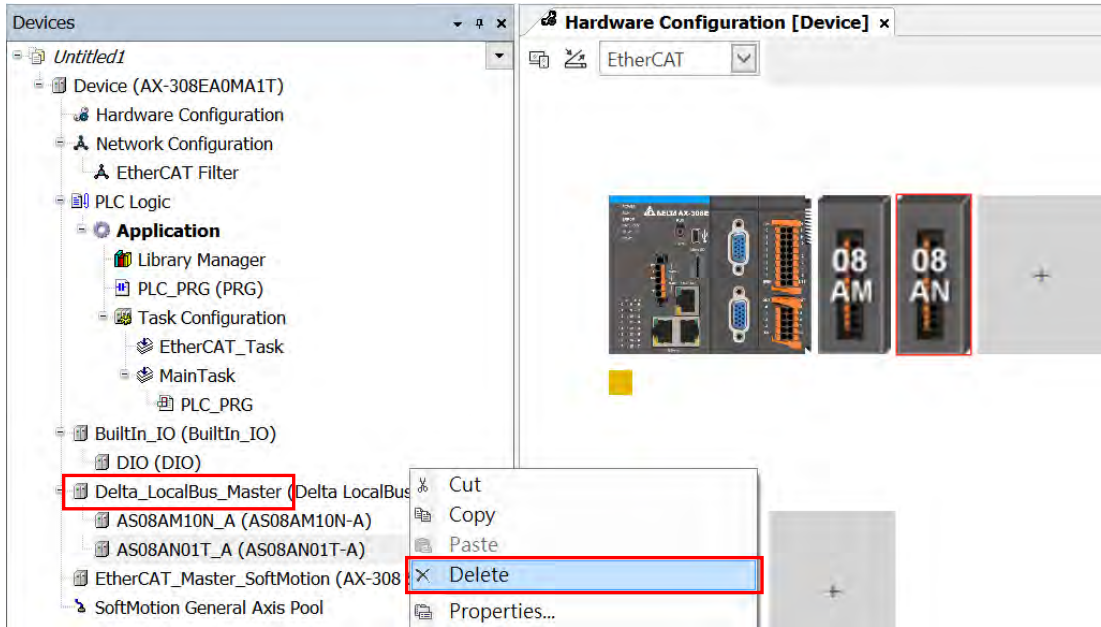 Devices
Untitled1
Device (AX-308EA0MA1T)
Hardware Configuration
Network Configuration
EtherCAT Filter
PLC Logic
Application
Library Manager
PLC_PRG (PRG)
Task Configuration
EtherCAT_Task
MainTask
PLC_PRG
BuiltIn_IO (BuiltIn_IO)
DIO (DIO)
Delta_LocalBus_Master (Delta LocalBus
AS08AM10N_A (AS08AM10N-A)
AS08AN01T_A (AS08AN01T-A)
EtherCAT_Master_SoftMotion (AX-308
SoftMotion General Axis Pool
Cut
Copy
Paste
Delete
Properties...
Hardware Configuration [Device]
EtherCAT
DELTA AX-308E
08
AM
08
AN